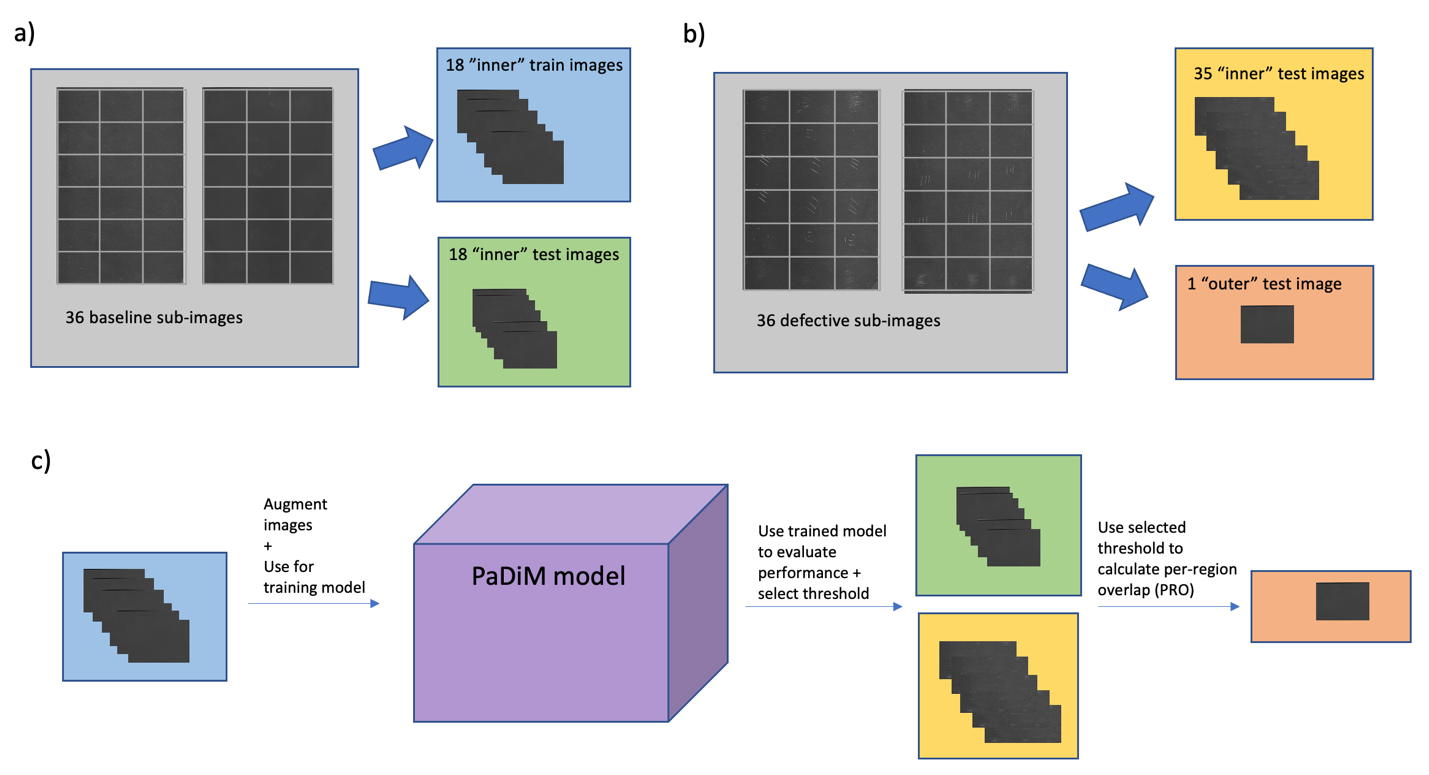 a)
18 ”inner” train images
36 baseline sub-images
18 “inner” test images
b)
35 “inner” test images
36 defective sub-images
1 “outer” test image
c)
Augment
images
+
Use for
training model
PaDiM model
Use trained model
to evaluate
performance +
select threshold
Use selected
threshold to
calculate per-region
overlap (PRO)